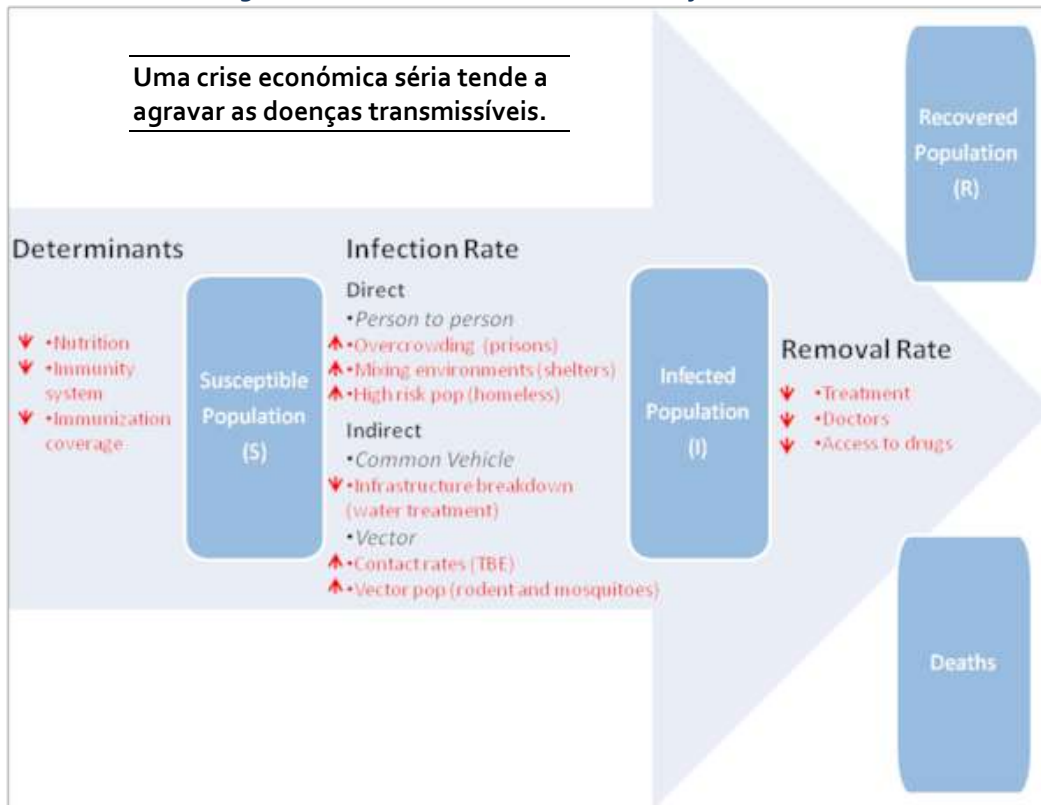 Uma crise económica séria tende a
agravar as doenças transmissíveis.
Determinants
•Nutrition
•Immunity
system
•Immunization
coverage
Susceptible
Population
(S)
Infection Rate
Direct
•Person to person
•Overcrowding (prisons)
•Mixing environments (shelters)
•High risk pop (homeless)
Indirect
•Common Vehicle
•Infrastructure breakdown
(water treatment)
•Vector
•Contact rates (TBE)
•Vector pop (rodent and mosquitoes)
Infected
Population
(I)
Removal Rate
•Treatment
•Doctors
•Access to drugs
Recovered
Population
(R)
Deaths